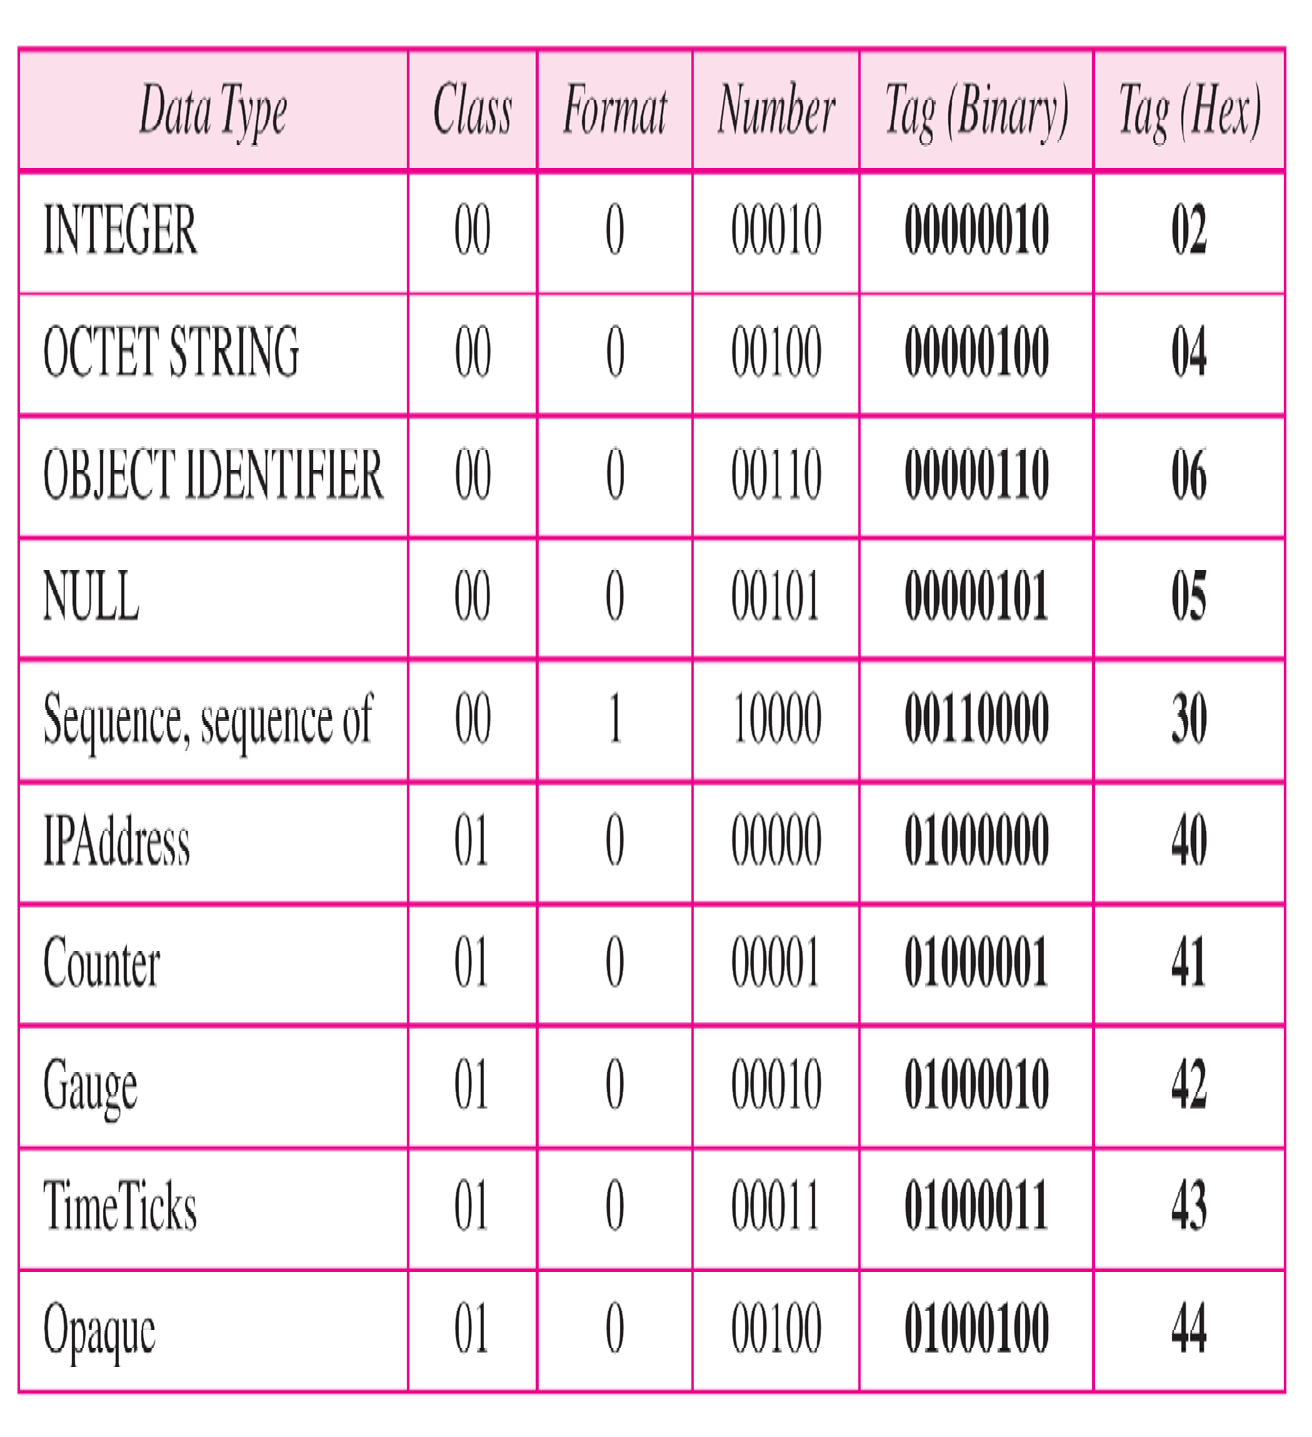 Data Type Class Format Number Tag (Binary) Tag (Hex)
INTEGER 00 0 00010 00000010 02
OCTET STRING 00 0 00100 00000100 04
OBJECT IDENTIFIER 00 0 00110 00000110 06
NULL 00 0 00101 00000101 05
Sequence, sequence of 00 1 10000 00110000 30
IPAddress 01 0 00000 01000000 40
Counter 01 0 00001 01000001 41
Gauge 01 0 00010 01000010 42
TimeTicks 01 0 00011 01000011 43
Opaque 01 0 00100 01000100 44